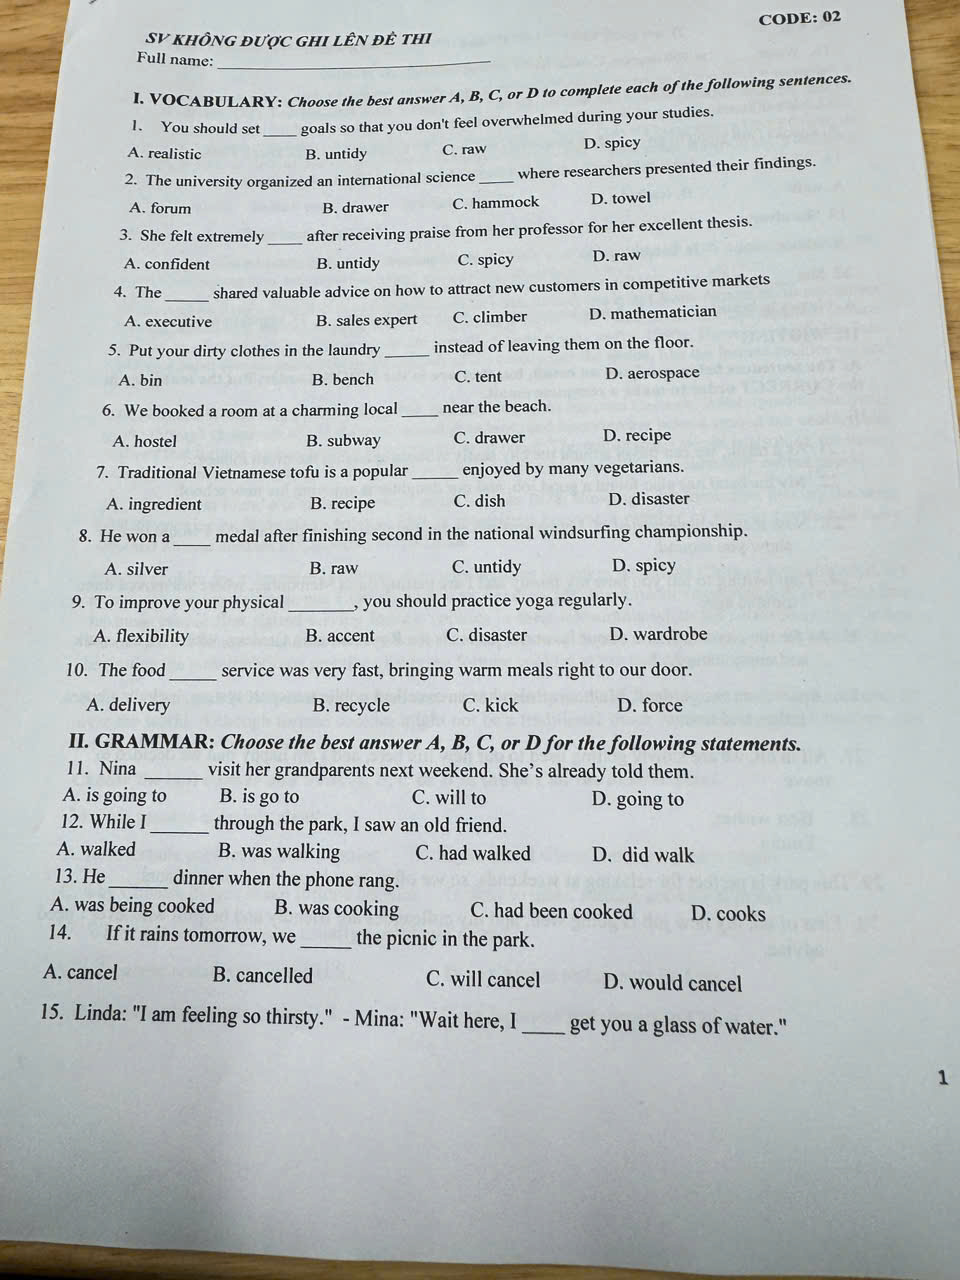 CODE: 02
SV KHÔNG ĐƯỢC GHI LÊN ĐỀ THI
Full name: ____________
I. VOCABULARY: Choose the best answer A, B, C, or D to complete each of the following sentences.
1. You should set _____ goals so that you don't feel overwhelmed during your studies.
A. realistic B. untidy C. raw D. spicy
2. The university organized an international science _____ where researchers presented their findings.
A. forum B. drawer C. hammock D. towel
3. She felt extremely _____ after receiving praise from her professor for her excellent thesis.
A. confident B. untidy C. spicy D. raw
4. The ______ shared valuable advice on how to attract new customers in competitive markets
A. executive B. sales expert C. climber D. mathematician
5. Put your dirty clothes in the laundry ______ instead of leaving them on the floor.
A. bin B. bench C. tent D. aerospace
6. We booked a room at a charming local _____ near the beach.
A. hostel B. subway C. drawer D. recipe
7. Traditional Vietnamese tofu is a popular ______ enjoyed by many vegetarians.
A. ingredient B. recipe C. dish D. disaster
8. He won a _____ medal after finishing second in the national windsurfing championship.
A. silver B. raw C. untidy D. spicy
9. To improve your physical ________, you should practice yoga regularly.
A. flexibility B. accent C. disaster D. wardrobe
10. The food ______ service was very fast, bringing warm meals right to our door.
A. delivery B. recycle C. kick D. force
II. GRAMMAR: Choose the best answer A, B, C, or D for the following statements.
11. Nina ______ visit her grandparents next weekend. She's already told them.
A. is going to B. is go to C. will to D. going to
12. While I ______ through the park, I saw an old friend.
A. walked B. was walking C. had walked D. did walk
13. He ______ dinner when the phone rang.
A. was being cooked B. was cooking C. had been cooked D. cooks
14. If it rains tomorrow, we _____ the picnic in the park.
A. cancel B. cancelled C. will cancel D. would cancel
15. Linda: "I am feeling so thirsty." - Mina: "Wait here, I ____ get you a glass of water."
1